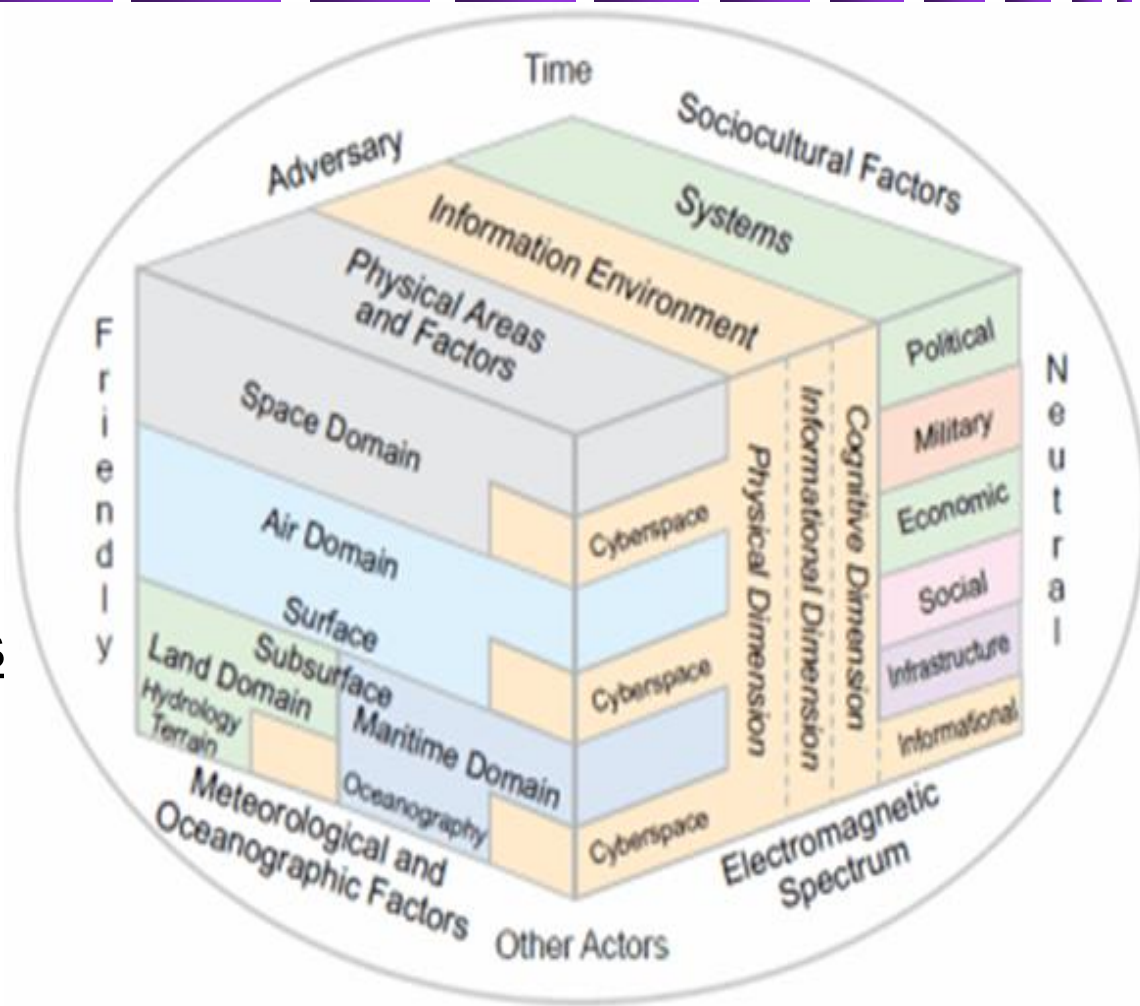 Time
Adversary
Sociocultural Factors
Systems
Information Environment
Physical Areas
and Factors
Friendly
Neutral
Space Domain
Air Domain
Surface
Subsurface
Land Domain
Hydrology
Terrain
Maritime Domain
Oceanography
Cyberspace
Cyberspace
Cyberspace
Physical Dimension
Informational Dimension
Cognitive Dimension
Political
Military
Economic
Social
Infrastructure
Informational
Meteorological and
Oceanographic Factors
Electromagnetic
Spectrum
Other Actors